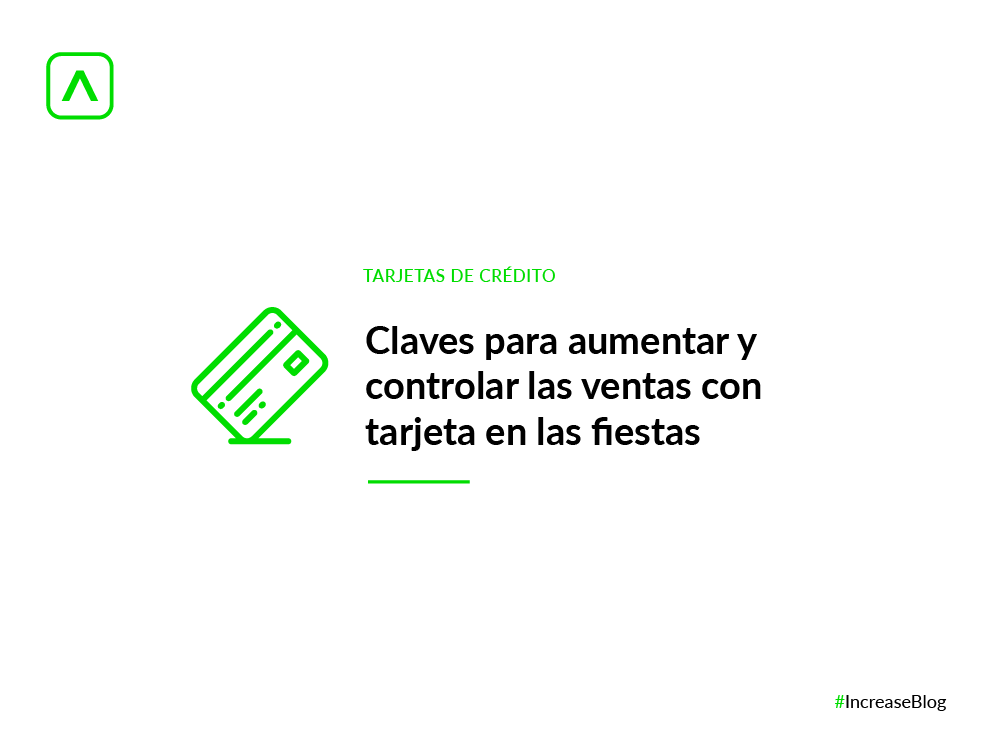 TARJETAS DE CRÉDITO
Claves para aumentar y
controlar las ventas con
tarjeta en las fiestas
#IncreaseBlog